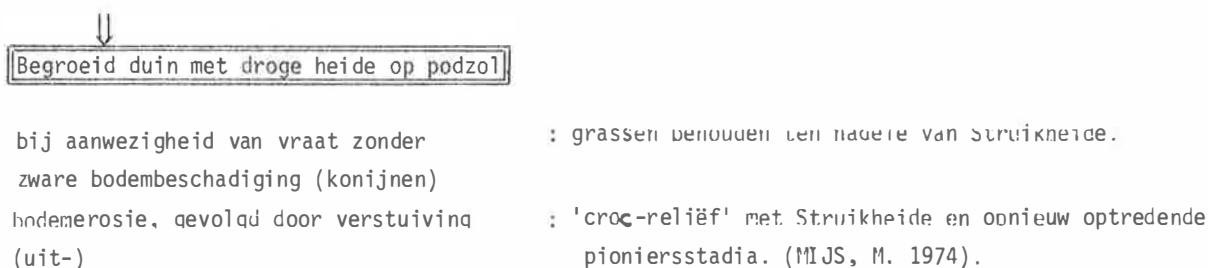 Begroeid duin met droge heide op podzol
bij aanwezigheid van vraat zonder : grassen behouden ten nadele van Struikheide.
zware bodembeschadiging (konijnen)
bodemerosie, gevolgd door verstuiving : 'croc-reliëf' met Struikheide en opnieuw optredende
(uit-) pioniersstadia. (MIJS, M. 1974).